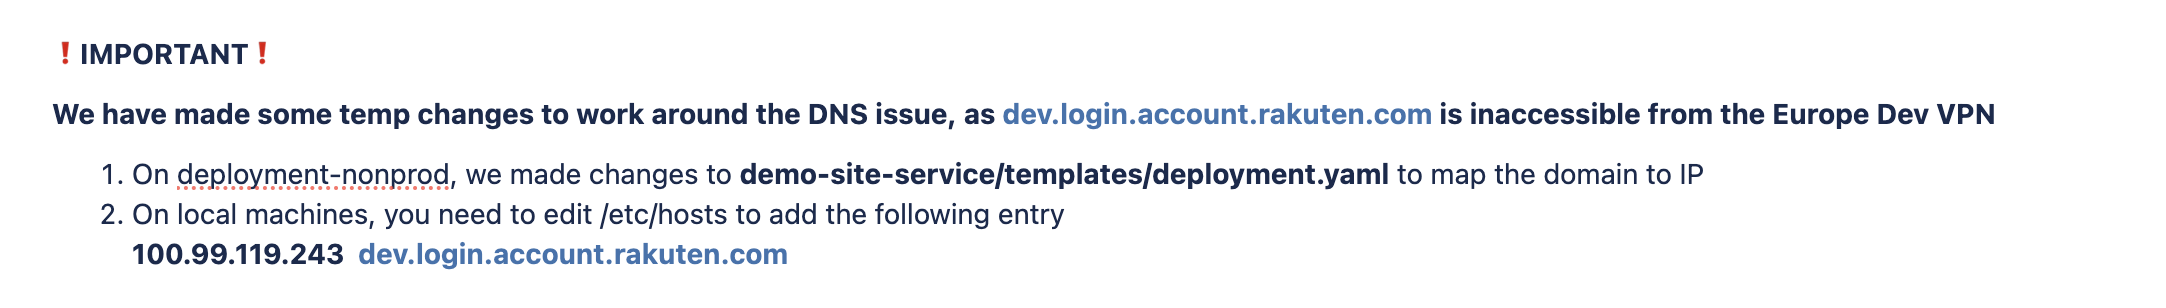 ❗IMPORTANT❗
We have made some temp changes to work around the DNS issue, as dev.login.account.rakuten.com is inaccessible from the Europe Dev VPN
1. On deployment-nonprod, we made changes to demo-site-service/templates/deployment.yaml to map the domain to IP
2. On local machines, you need to edit /etc/hosts to add the following entry
100.99.119.243 dev.login.account.rakuten.com